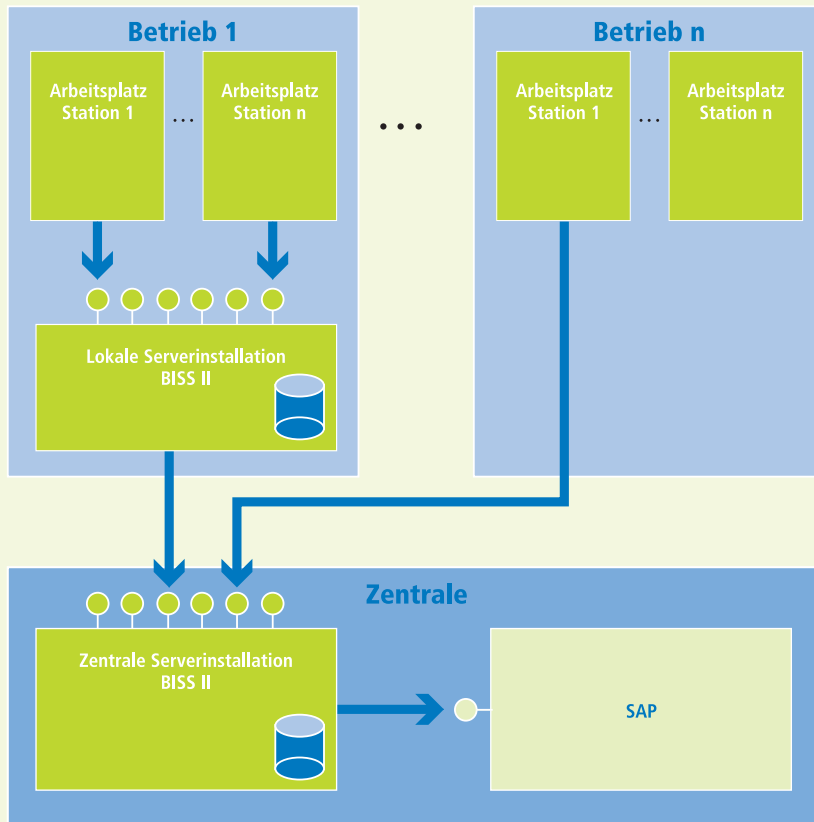 Betrieb 1
Betrieb n
Arbeitsplatz
Station 1
...
Arbeitsplatz
Station n
...
Arbeitsplatz
Station 1
...
Arbeitsplatz
Station n
Lokale Serverinstallation
BISS II
Zentrale
Zentrale Serverinstallation
BISS II
SAP